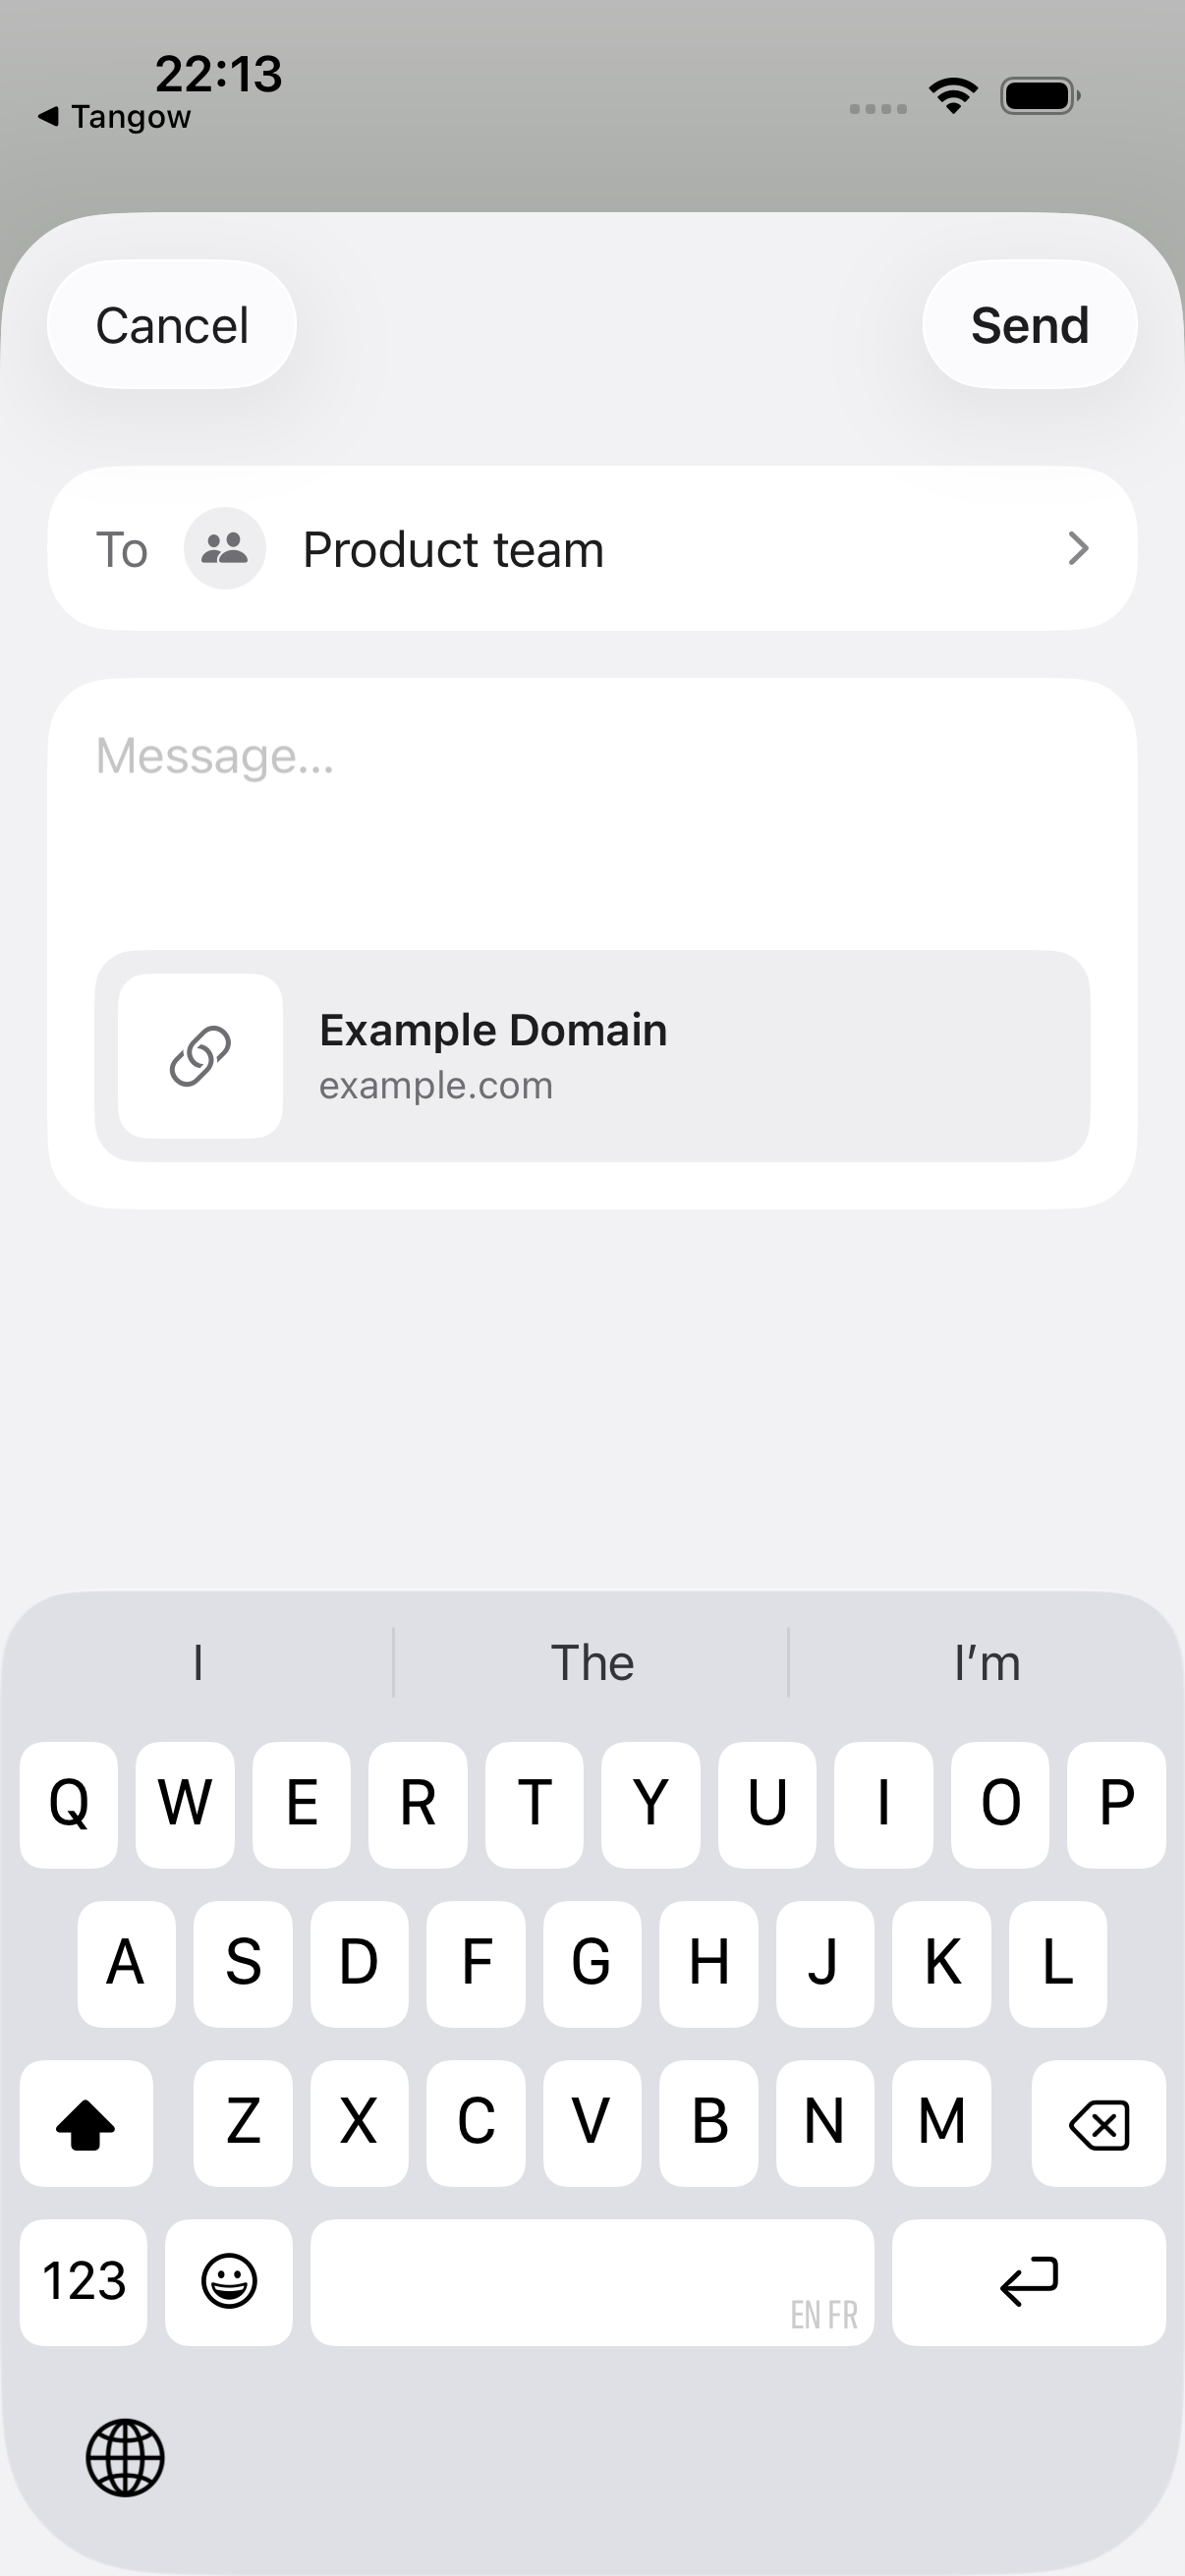 22:13
Tangow
Cancel
Send
To Product team
Message...
Example Domain
example.com
I The I’m
Q W E R T Y U I O P
A S D F G H J K L
Z X C V B N M
123
EN FR